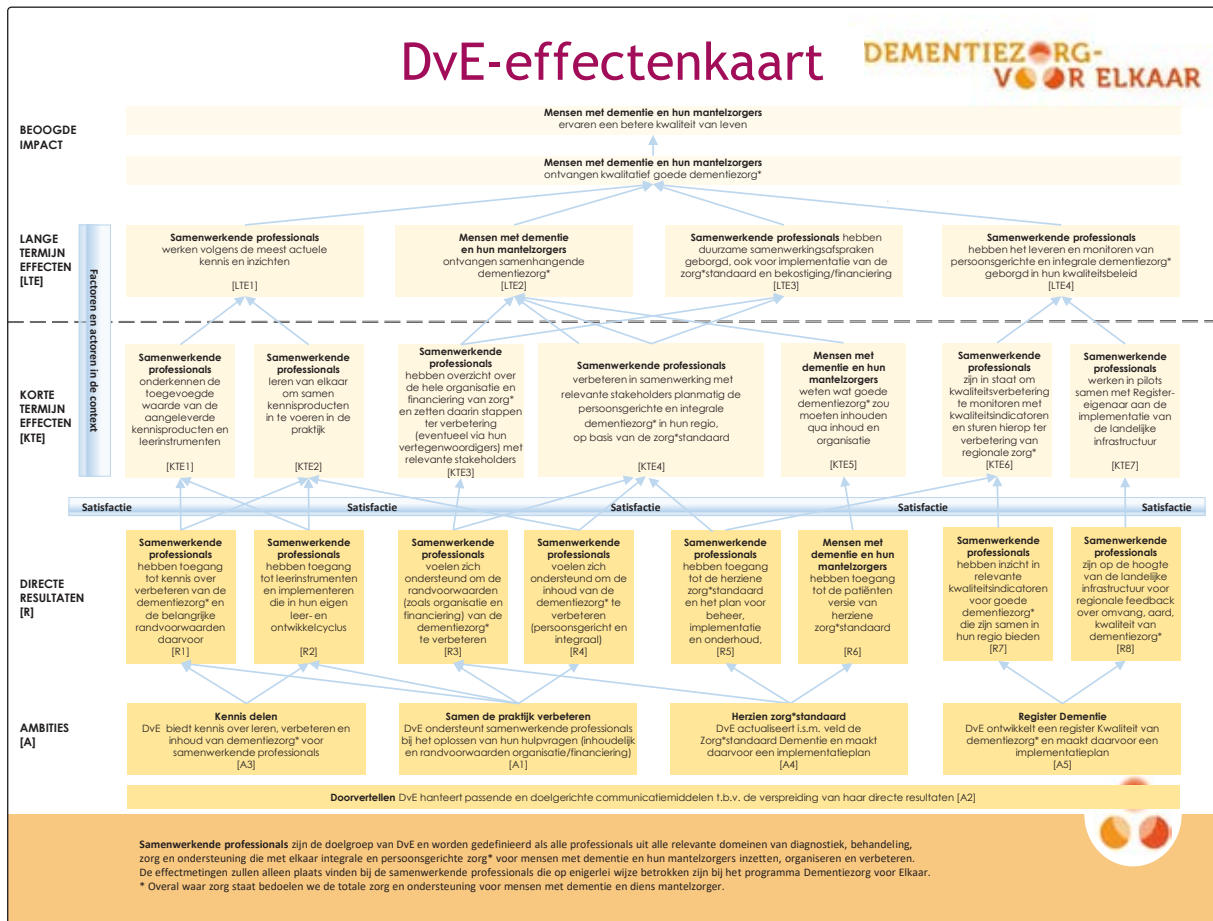 DvE-effectenkaart
DEMENTIEZORG-
VOOR ELKAAR
BEOOGDE
IMPACT
Mensen met dementie en hun mantelzorgers
ervaren een betere kwaliteit van leven
Mensen met dementie en hun mantelzorgers
ontvangen kwalitatief goede dementiezorg*
LANGE
TERMIJN
EFFECTEN
[LTE]
Factoren en actoren in de context
Samenwerkende professionals
werken volgens de meest actuele
kennis en inzichten
[LTE1]
Mensen met dementie
en hun mantelzorgers
ontvangen samenhangende
dementiezorg*
[LTE2]
Samenwerkende professionals hebben
duurzame samenwerkingsafspraken
geborgd, ook voor implementatie van de
zorg*standaard en bekostiging/financiering
[LTE3]
Samenwerkende professionals
hebben het leveren en monitoren van
persoonsgerichte en integrale dementiezorg*
geborgd in hun kwaliteitsbeleid
[LTE4]
KORTE
TERMIJN
EFFECTEN
[KTE]
Samenwerkende
professionals
onderkennen de
toegevoegde
waarde van de
aangeleverde
kennisproducten en
leerinstrumenten
[KTE1]
Samenwerkende
professionals
leren van elkaar
om samen
kennisproducten
in te voeren in de
praktijk
[KTE2]
Samenwerkende
professionals
hebben overzicht over
de hele organisatie en
financiering van zorg*
en zetten daarin stappen
ter verbetering
(eventueel via hun
vertegenwoordigers) met
relevante stakeholders
[KTE3]
Samenwerkende professionals
verbeteren in samenwerking met
relevante stakeholders planmatig de
persoonsgerichte en integrale
dementiezorg* in hun regio,
op basis van de zorg*standaard
[KTE4]
Mensen met
dementie en hun
mantelzorgers
weten wat goede
dementiezorg* zou
moeten inhouden
qua inhoud en
organisatie
[KTE5]
Samenwerkende
professionals
zijn in staat om
kwaliteitsverbetering
te monitoren met
kwaliteitsindicatoren
en sturen hierop ter
verbetering van
regionale zorg*
[KTE6]
Samenwerkende
professionals
werken in pilots
samen met Register-
eigenaar aan de
implementatie van
de landelijke
infrastructuur
[KTE7]
Satisfactie
Satisfactie
Satisfactie
Satisfactie
Satisfactie
DIRECTE
RESULTATEN
[R]
Samenwerkende
professionals
hebben toegang
tot kennis over
verbeteren van de
dementiezorg* en
de belangrijke
randvoorwaarden
daarvoor
[R1]
Samenwerkende
professionals
hebben toegang
tot leerinstrumenten
en implementeren
die in hun eigen
leer- en
ontwikkelcyclus
[R2]
Samenwerkende
professionals
voelen zich
ondersteund om de
randvoorwaarden
(zoals organisatie en
financiering) van de
dementiezorg*
te verbeteren
[R3]
Samenwerkende
professionals
voelen zich
ondersteund om de
inhoud van de
dementiezorg* te
verbeteren
(persoonsgericht en
integraal)
[R4]
Samenwerkende
professionals
hebben toegang
tot de herziene
zorg*standaard
en het plan voor
beheer,
implementatie
en onderhoud,
[R5]
Mensen met
dementie en hun
mantelzorgers
hebben toegang
tot de patiënten
versie van
herziene
zorg*standaard
[R6]
Samenwerkende
professionals
hebben inzicht in
relevante
kwaliteitsindicatoren
voor goede
dementiezorg*
die zijn samen in
hun regio bieden
[R7]
Samenwerkende
professionals
zijn op de hoogte
van de landelijke
infrastructuur voor
regionale feedback
over omvang, aard,
kwaliteit van
dementiezorg*
[R8]
AMBITIES
[A]
Kennis delen
DvE biedt kennis over leren, verbeteren en
inhoud van dementiezorg* voor
samenwerkende professionals
[A3]
Samen de praktijk verbeteren
DvE ondersteunt samenwerkende professionals
bij het oplossen van hun hulpvragen (inhoudelijk
en randvoorwaarden organisatie/financiering)
[A1]
Herzien zorg*standaard
DvE actualiseert i.s.m. veld de
Zorg*standaard Dementie en maakt
daarvoor een implementatieplan
[A4]
Register Dementie
DvE ontwikkelt een register Kwaliteit van
dementiezorg* en maakt daarvoor een
implementatieplan
[A5]
Doorvertellen DvE hanteert passende en doelgerichte communicatiemiddelen t.b.v. de verspreiding van haar directe resultaten [A2]
Samenwerkende professionals zijn de doelgroep van DvE en worden gedefinieerd als alle professionals uit alle relevante domeinen van diagnostiek, behandeling,
zorg en ondersteuning die met elkaar integrale en persoonsgerichte zorg* voor mensen met dementie en hun mantelzorgers inzetten, organiseren en verbeteren.
De effectmetingen zullen alleen plaats vinden bij de samenwerkende professionals die op enigerlei wijze betrokken zijn bij het programma Dementiezorg voor Elkaar.
* Overal waar zorg staat bedoelen we de totale zorg en ondersteuning voor mensen met dementie en diens mantelzorger.